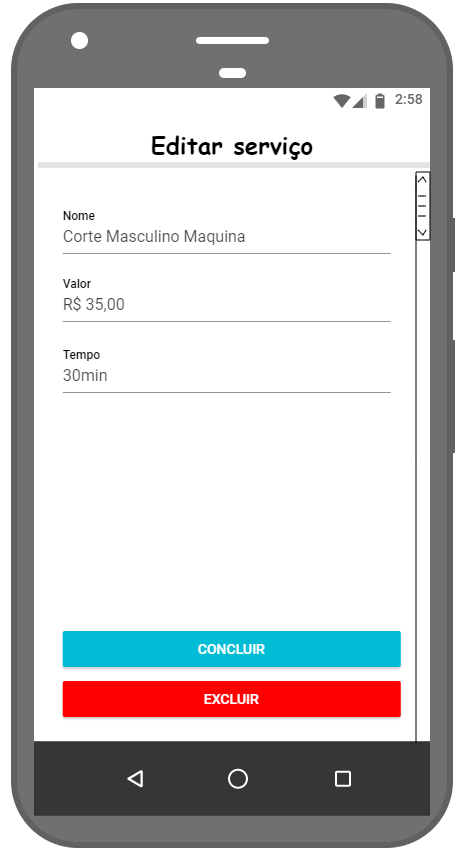 2:58
Editar serviço
Nome
Corte Masculino Maquina
Valor
R$ 35,00
Tempo
30min
CONCLUIR
EXCLUIR